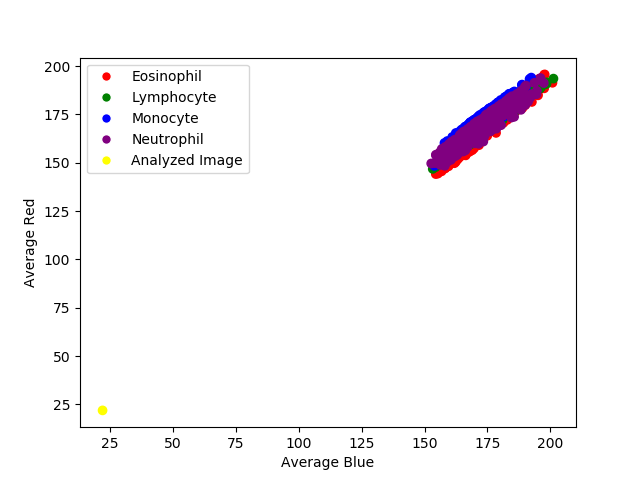 200
175
150
125
100
75
50
25
Average Red
Eosinophil
Lymphocyte
Monocyte
Neutrophil
Analyzed Image
25 50 75 100 125 150 175 200
Average Blue